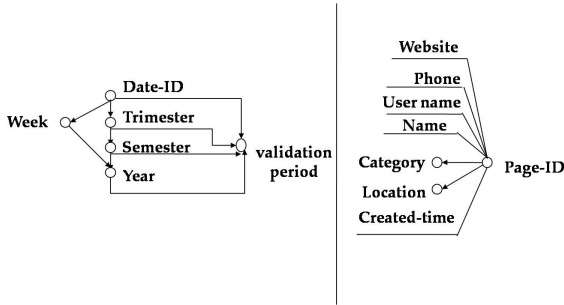 Date-ID
Week
Trimester
Semester
validation
period
Year
Website
Phone
User name
Name
Category
Page-ID
Location
Created-time